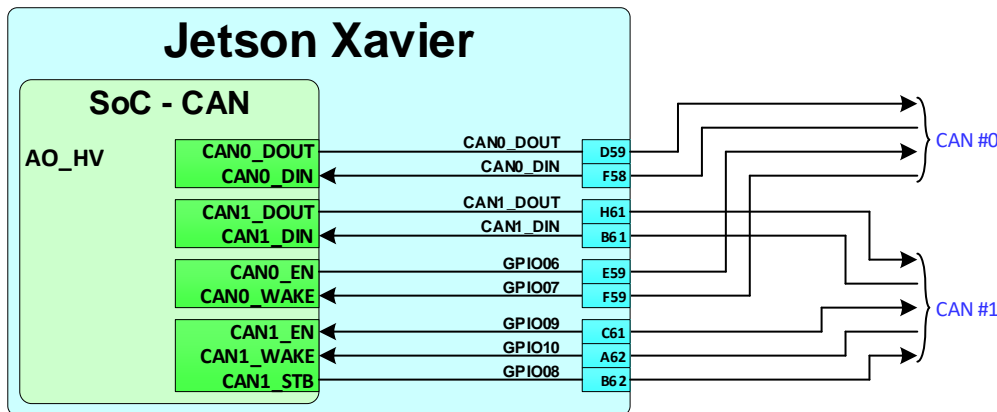 Jetson Xavier
SoC - CAN
AO_HV
CAN0_DOUT CAN0_DOUT D59
CAN0_DIN CAN0_DIN F58
CAN #0
CAN1_DOUT CAN1_DOUT H61
CAN1_DIN CAN1_DIN B61
CAN0_EN GPIO06 E59
CAN0_WAKE GPIO07 F59
CAN #1
CAN1_EN GPIO09 C61
CAN1_WAKE GPIO10 A62
CAN1_STB GPIO08 B62